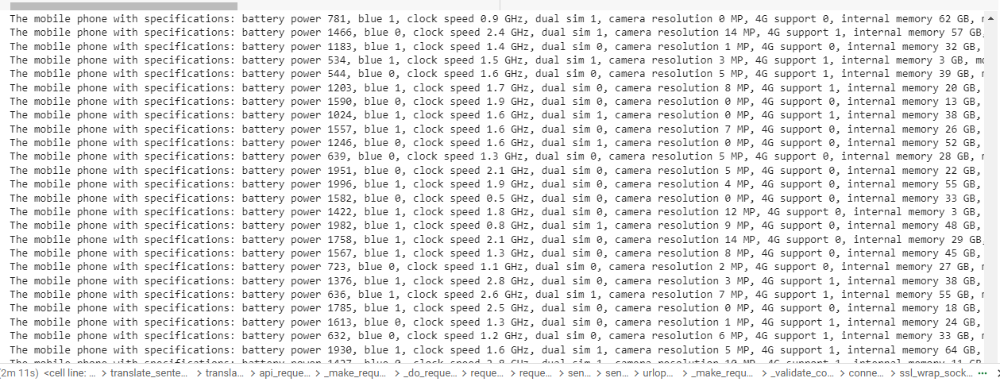 The mobile phone with specifications: battery power 781, blue 1, clock speed 0.9 GHz, dual sim 1, camera resolution 0 MP, 4G support 0, internal memory 62 GB,
The mobile phone with specifications: battery power 1466, blue 0, clock speed 2.4 GHz, dual sim 1, camera resolution 14 MP, 4G support 1, internal memory 57 GB
The mobile phone with specifications: battery power 1183, blue 1, clock speed 1.4 GHz, dual sim 0, camera resolution 1 MP, 4G support 0, internal memory 32 GB,
The mobile phone with specifications: battery power 534, blue 1, clock speed 1.5 GHz, dual sim 1, camera resolution 3 MP, 4G support 1, internal memory 3 GB,
The mobile phone with specifications: battery power 544, blue 0, clock speed 1.6 GHz, dual sim 0, camera resolution 5 MP, 4G support 1, internal memory 39 GB,
The mobile phone with specifications: battery power 1203, blue 1, clock speed 1.7 GHz, dual sim 0, camera resolution 8 MP, 4G support 1, internal memory 20 GB,
The mobile phone with specifications: battery power 1590, blue 0, clock speed 1.9 GHz, dual sim 0, camera resolution 0 MP, 4G support 0, internal memory 13 GB,
The mobile phone with specifications: battery power 1024, blue 1, clock speed 1.6 GHz, dual sim 1, camera resolution 0 MP, 4G support 1, internal memory 38 GB,
The mobile phone with specifications: battery power 1557, blue 1, clock speed 1.6 GHz, dual sim 0, camera resolution 7 MP, 4G support 0, internal memory 26 GB,
The mobile phone with specifications: battery power 1246, blue 0, clock speed 1.6 GHz, dual sim 1, camera resolution 0 MP, 4G support 0, internal memory 52 GB,
The mobile phone with specifications: battery power 639, blue 0, clock speed 1.3 GHz, dual sim 0, camera resolution 5 MP, 4G support 0, internal memory 28 GB,
The mobile phone with specifications: battery power 1951, blue 0, clock speed 2.1 GHz, dual sim 0, camera resolution 5 MP, 4G support 0, internal memory 22 GB,
The mobile phone with specifications: battery power 1996, blue 1, clock speed 1.9 GHz, dual sim 0, camera resolution 4 MP, 4G support 0, internal memory 55 GB,
The mobile phone with specifications: battery power 1582, blue 0, clock speed 0.5 GHz, dual sim 0, camera resolution 0 MP, 4G support 0, internal memory 33 GB,
The mobile phone with specifications: battery power 1422, blue 1, clock speed 1.8 GHz, dual sim 0, camera resolution 12 MP, 4G support 0, internal memory 3 GB,
The mobile phone with specifications: battery power 1982, blue 1, clock speed 0.8 GHz, dual sim 1, camera resolution 9 MP, 4G support 0, internal memory 48 GB,
The mobile phone with specifications: battery power 1758, blue 1, clock speed 2.1 GHz, dual sim 0, camera resolution 14 MP, 4G support 0, internal memory 29 GB
The mobile phone with specifications: battery power 1567, blue 1, clock speed 1.3 GHz, dual sim 0, camera resolution 8 MP, 4G support 0, internal memory 45 GB,
The mobile phone with specifications: battery power 723, blue 0, clock speed 1.1 GHz, dual sim 0, camera resolution 2 MP, 4G support 0, internal memory 27 GB,
The mobile phone with specifications: battery power 1376, blue 1, clock speed 2.8 GHz, dual sim 0, camera resolution 3 MP, 4G support 1, internal memory 38 GB,
The mobile phone with specifications: battery power 636, blue 1, clock speed 2.6 GHz, dual sim 1, camera resolution 7 MP, 4G support 1, internal memory 55 GB,
The mobile phone with specifications: battery power 1785, blue 1, clock speed 2.5 GHz, dual sim 0, camera resolution 0 MP, 4G support 0, internal memory 18 GB,
The mobile phone with specifications: battery power 1613, blue 0, clock speed 1.3 GHz, dual sim 0, camera resolution 1 MP, 4G support 1, internal memory 24 GB,
The mobile phone with specifications: battery power 632, blue 0, clock speed 1.2 GHz, dual sim 0, camera resolution 6 MP, 4G support 1, internal memory 33 GB,
The mobile phone with specifications: battery power 1930, blue 1, clock speed 1.6 GHz, dual sim 1, camera resolution 5 MP, 4G support 1, internal memory 64 GB,
(2m 11s) <cell line: ... > translate_sente... > transla... > api_reque... > _make_requ... > _do_reque... > reque... > reque... > sen... > sen... > urlop... > _make_requ... > _validate_co... > conne... > ssl_wrap_sock...